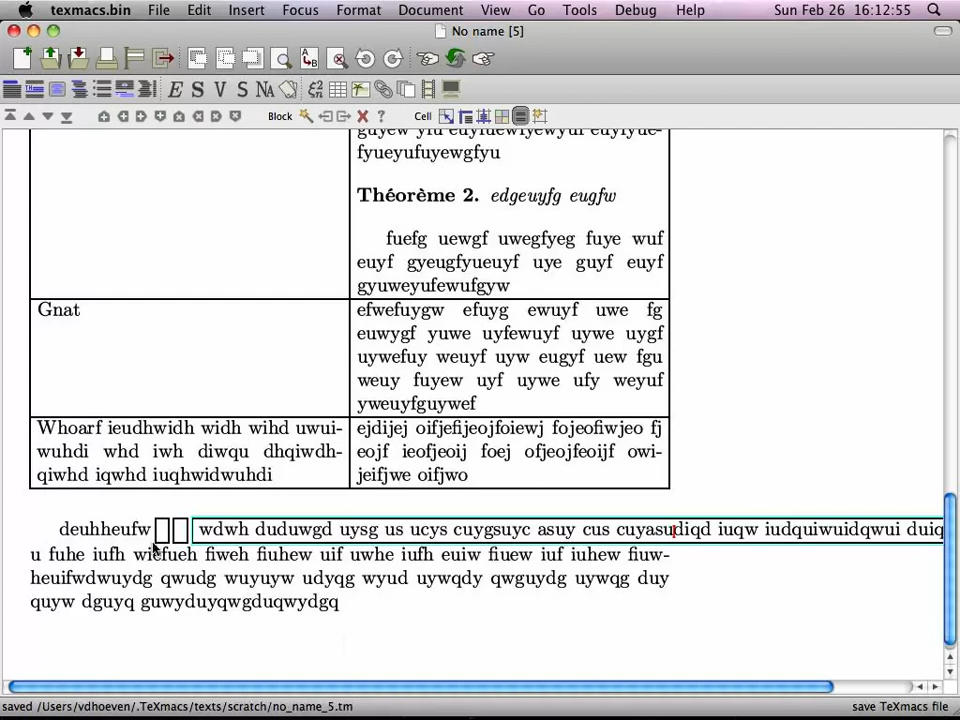 texmacs.bin File Edit Insert Focus Format Document View Go Tools Debug Help Sun Feb 26 16:12:55
No name [5]
Block Cell
fyueyufuyewgfyu
Théorème 2. edgeuyfg eugfw
fuefg uewgf uwegfyeg fuye wuf
euyf gyeugfyueuyf uye guyf euyf
gyuweyufewufgyw
Gnat
efwefuygw efuyg ewuyf uwe fg
euwygf yuwe uyfewuyf uywe uygf
uywefuy weuyf uyw eugyf uew fgu
weuy fuyew uyf uywe ufy weyuf
yweuyfguywef
Whoarf ieudhwidh widh wihd uwui-
wuhdi whd iwh diwqu dhqiwdh-
qiwhd iqwhd iuqhwidwuhdi
ejdijej oifjefijeojfoiewj fojeofiwjeo fj
eojf ieofjeoij foej ofjeojfeoijf owi-
jeifjwe oifjwo
deuhheufw wdwh duduwgd uysg us ucys cuygsuyc asuy cus cuyasudiqd iuqw iudquiwuidqwui duiq
u fuhe iufh wiefueh fiweh fiuhew uif uwhe iufh euiw fiuew iuf iuhew fiuw-
heuifwdwuydg qwudg wuyuyw udyqg wyud uywqdy qwguydg uywqg duy
quyw dguyq guwyduyqwgduqwydgq
saved /Users/vdhoeven/.TeXmacs/texts/scratch/no_name_5.tm save TeXmacs file